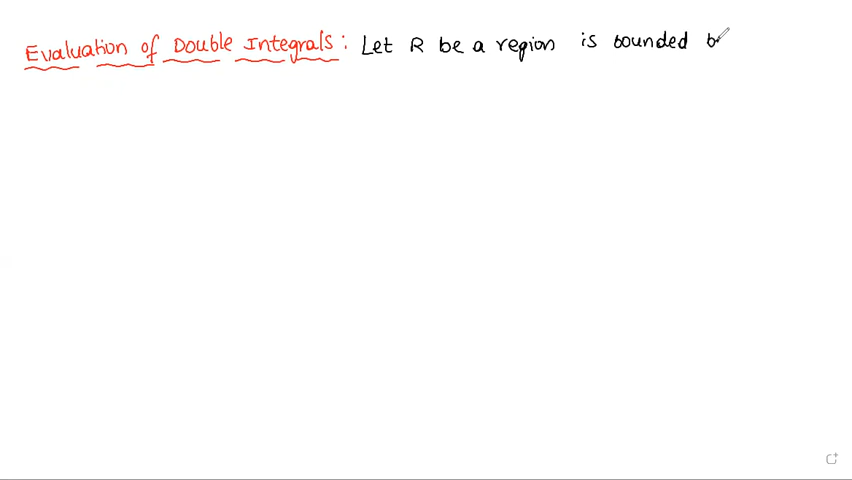 Evaluation of Double Integrals : Let R be a region is bounded b